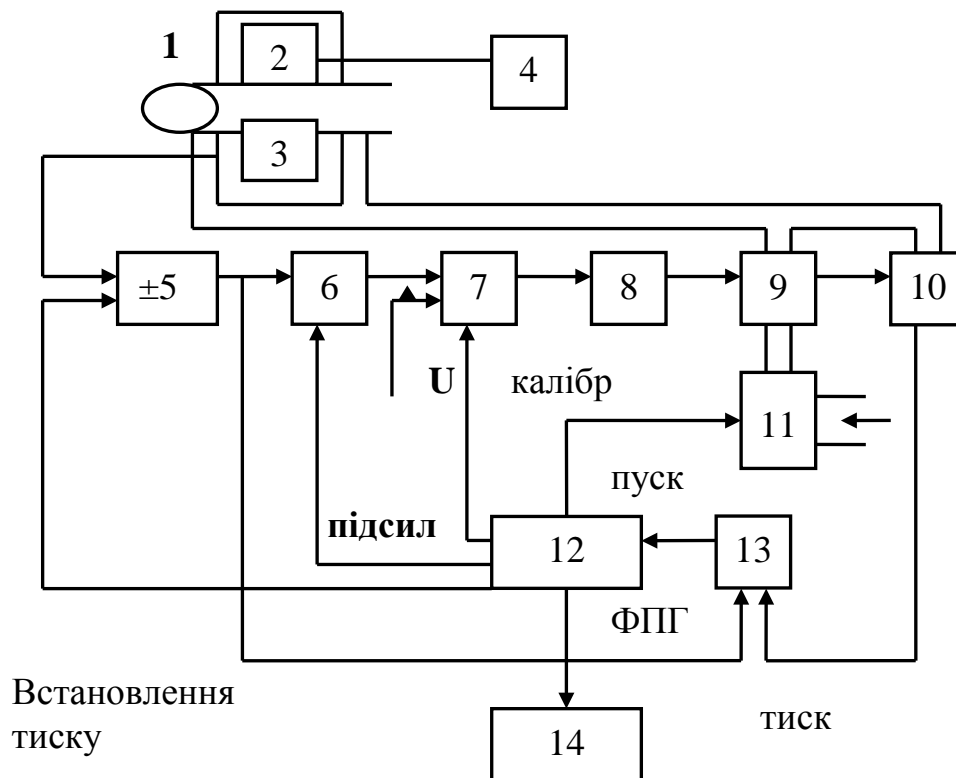 1
2
4
3
±5
6
7
8
9
10
U
калібр
11
пуск
підсил
12
13
ФПГ
Встановлення
тиску
тиск
14